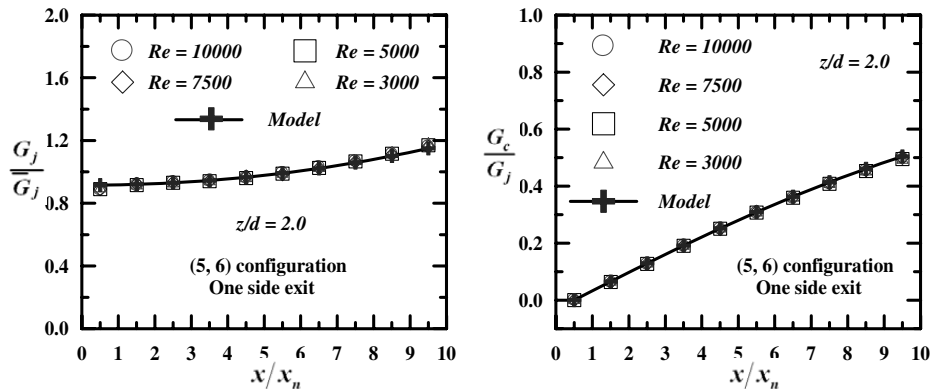 2.0
1.6
1.2
0.8
0.4
0.0
G_j
G̅_j
Re = 10000
Re = 5000
Re = 7500
Re = 3000
Model
z/d = 2.0
(5, 6) configuration
One side exit
0 1 2 3 4 5 6 7 8 9 10
x/x_n
1.0
0.8
0.6
0.4
0.2
0.0
G_c
G_j
Re = 10000
z/d = 2.0
Re = 7500
Re = 5000
Re = 3000
Model
(5, 6) configuration
One side exit
0 1 2 3 4 5 6 7 8 9 10
x/x_n